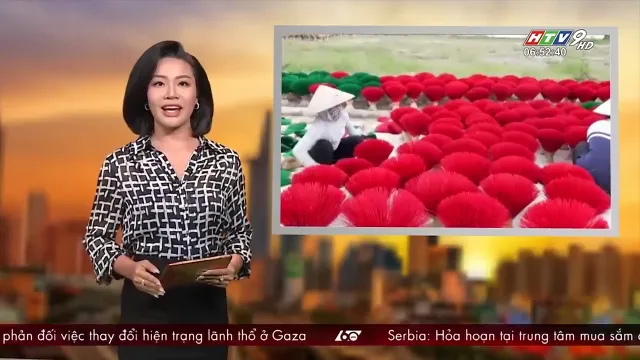 HTV9 HD
06:52:40
phản đối việc thay đổi hiện trạng lãnh thổ ở Gaza 60 Serbia: Hỏa hoạn tại trung tâm mua sắm